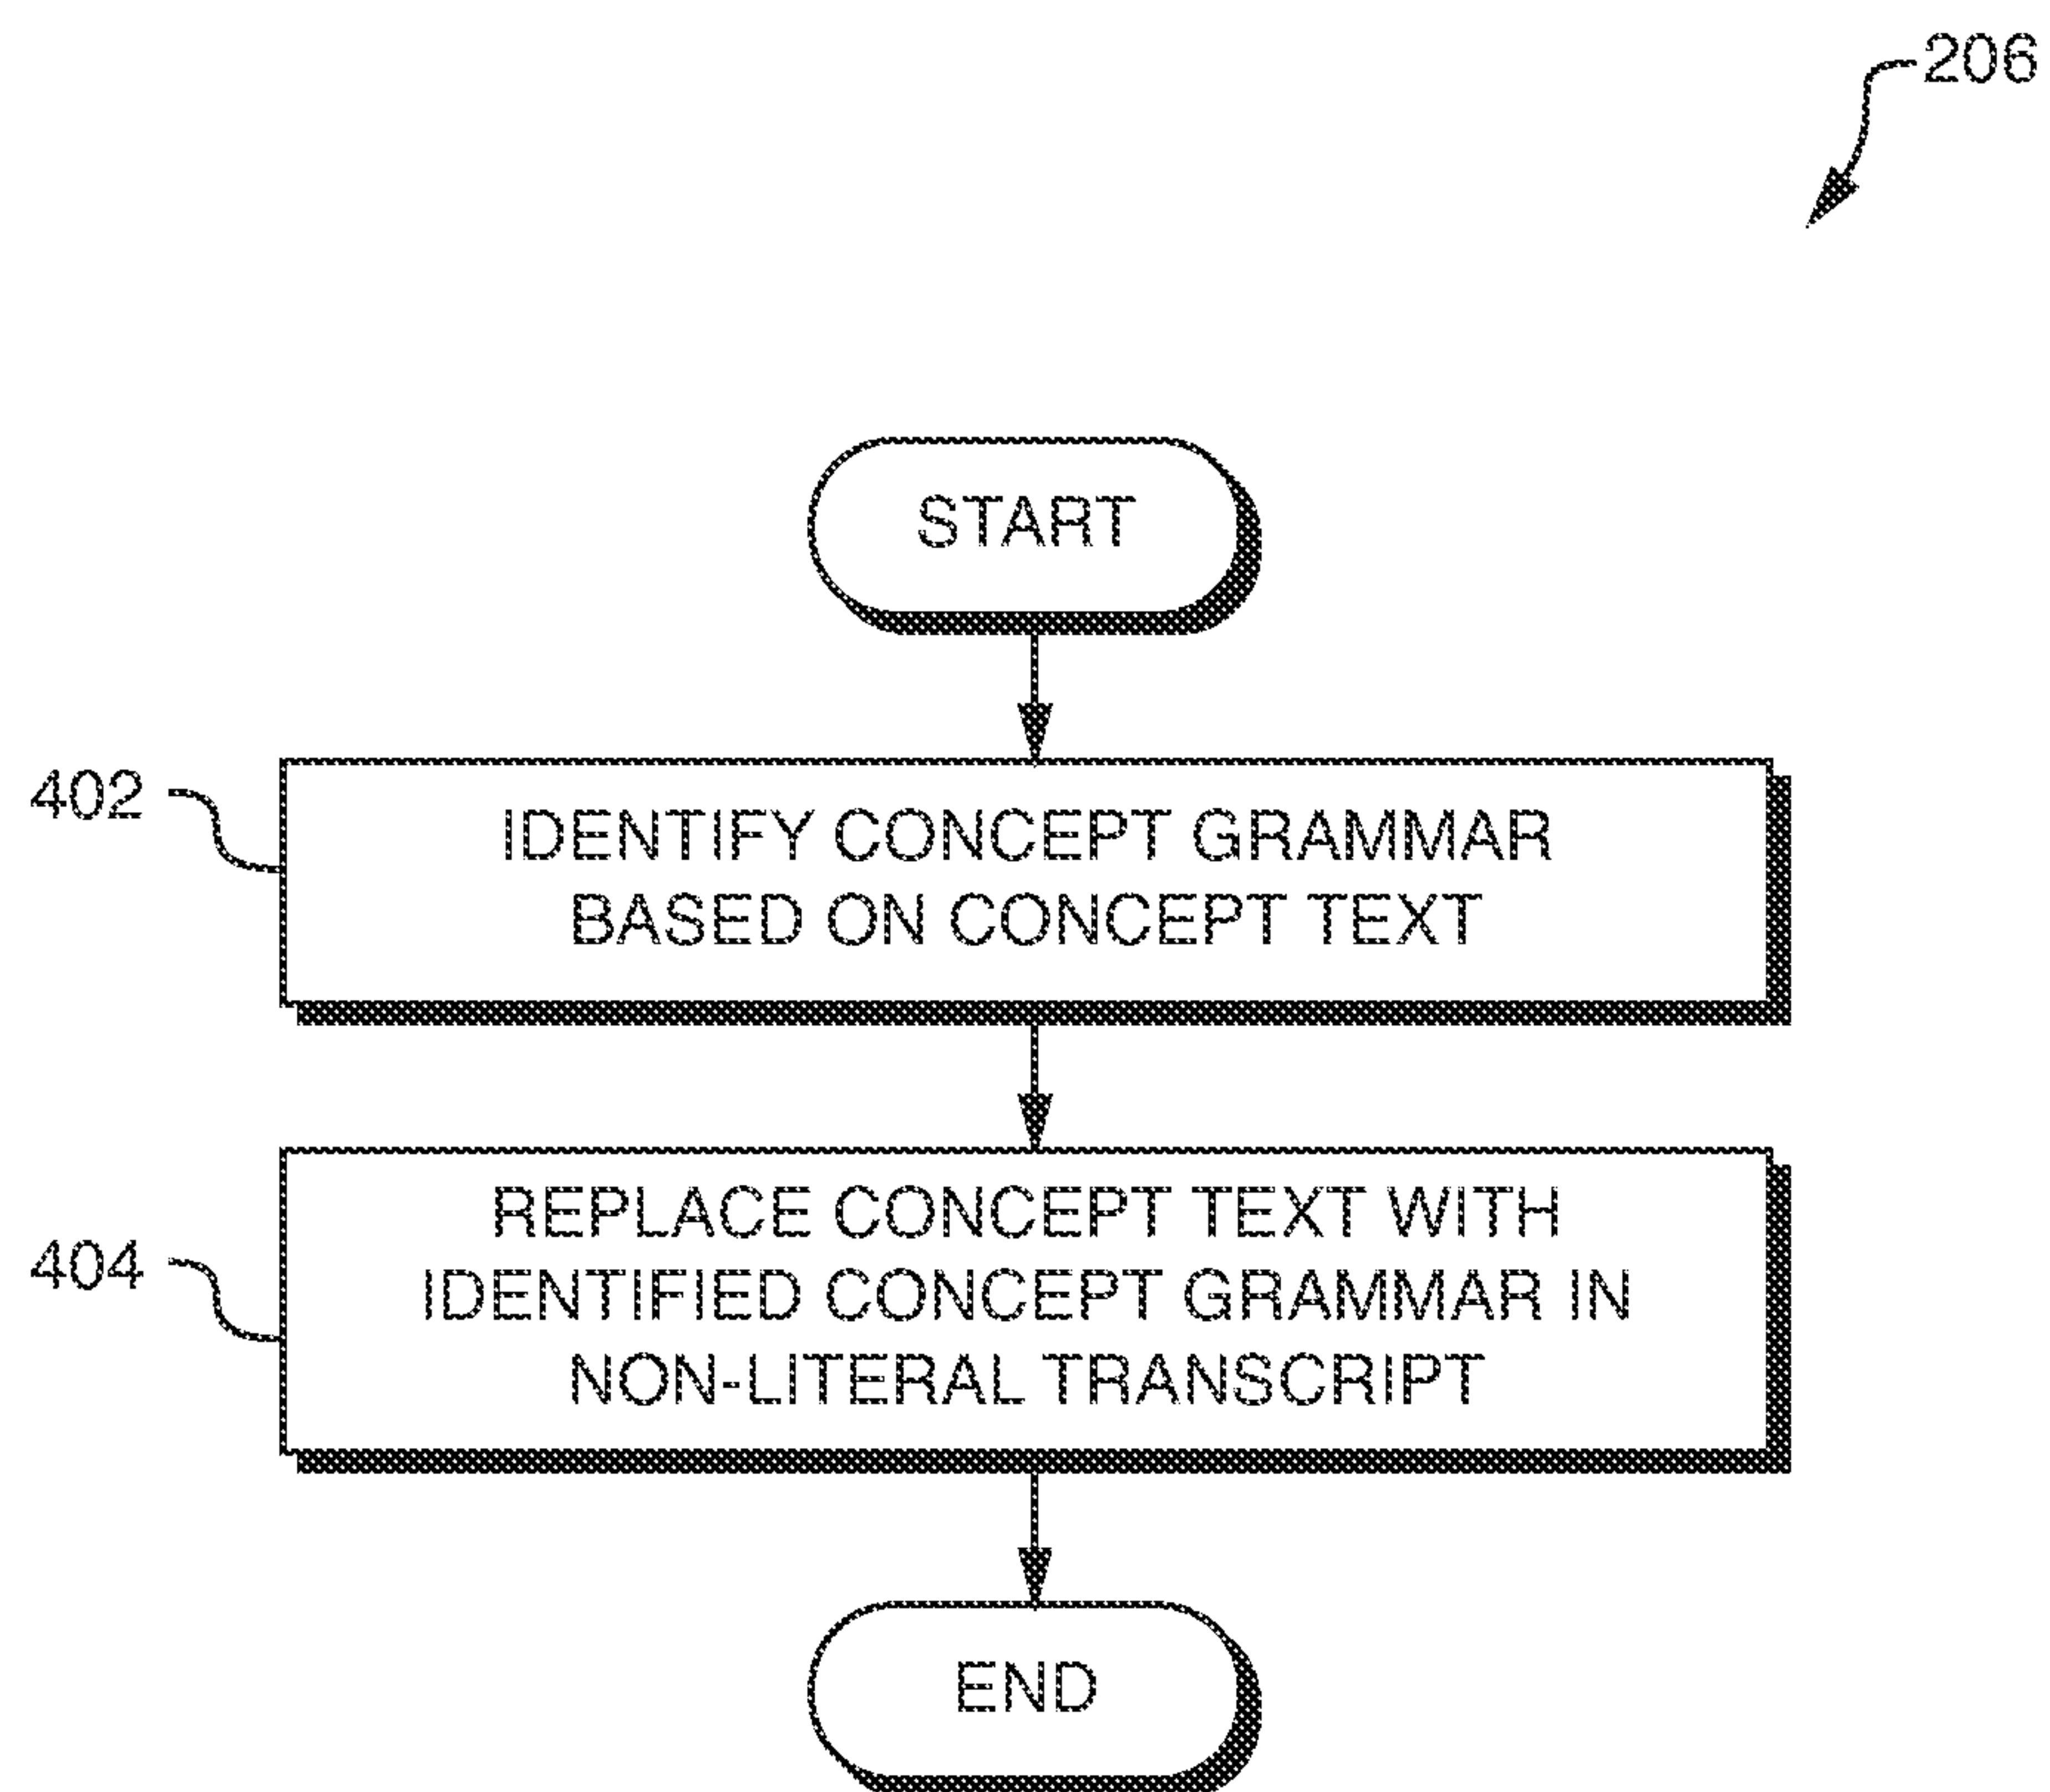 206
START
402
IDENTIFY CONCEPT GRAMMAR
BASED ON CONCEPT TEXT
REPLACE CONCEPT TEXT WITH
404
IDENTIFIED CONCEPT GRAMMAR IN
NON-LITERAL TRANSCRIPT
END